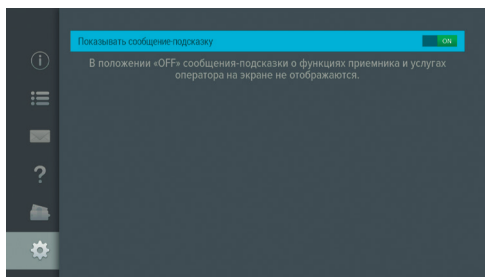 Показывать сообщение-подсказку ON
В положении «OFF» сообщения-подсказки о функциях приемника и услугах
оператора на экране не отображаются.